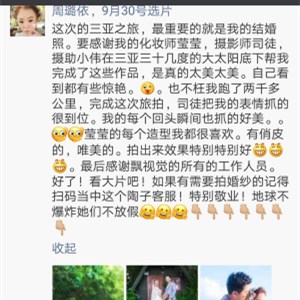 周璐依，9月30号选片
这次的三亚之旅，最重要的就是我的结婚
照。要感谢我的化妆师莹莹，摄影师司徒，
摄助小伟在三亚三十几度的大太阳底下帮我
完成了这些作品，是真的太美太美。自己看
到都有些惊艳。😯。也不枉我跑了两千多
公里，完成这次旅拍，司徒把我的表情抓的
很到位。我的每个回头瞬间也抓的好美。。
🙄🙄莹莹的每个造型我都很喜欢。有俏皮
的，唯美的。拍出来效果特别特别好😁😁
😁。最后感谢飘视觉的所有的工作人员。
好了！看大片吧！如果有需要拍婚纱的记得
扫码当中这个陶子客服！特别敬业！地球不
爆炸她们不放假🤗🤗👇🏼👇🏼👇🏼👇🏼👇🏼
👇🏼
收起